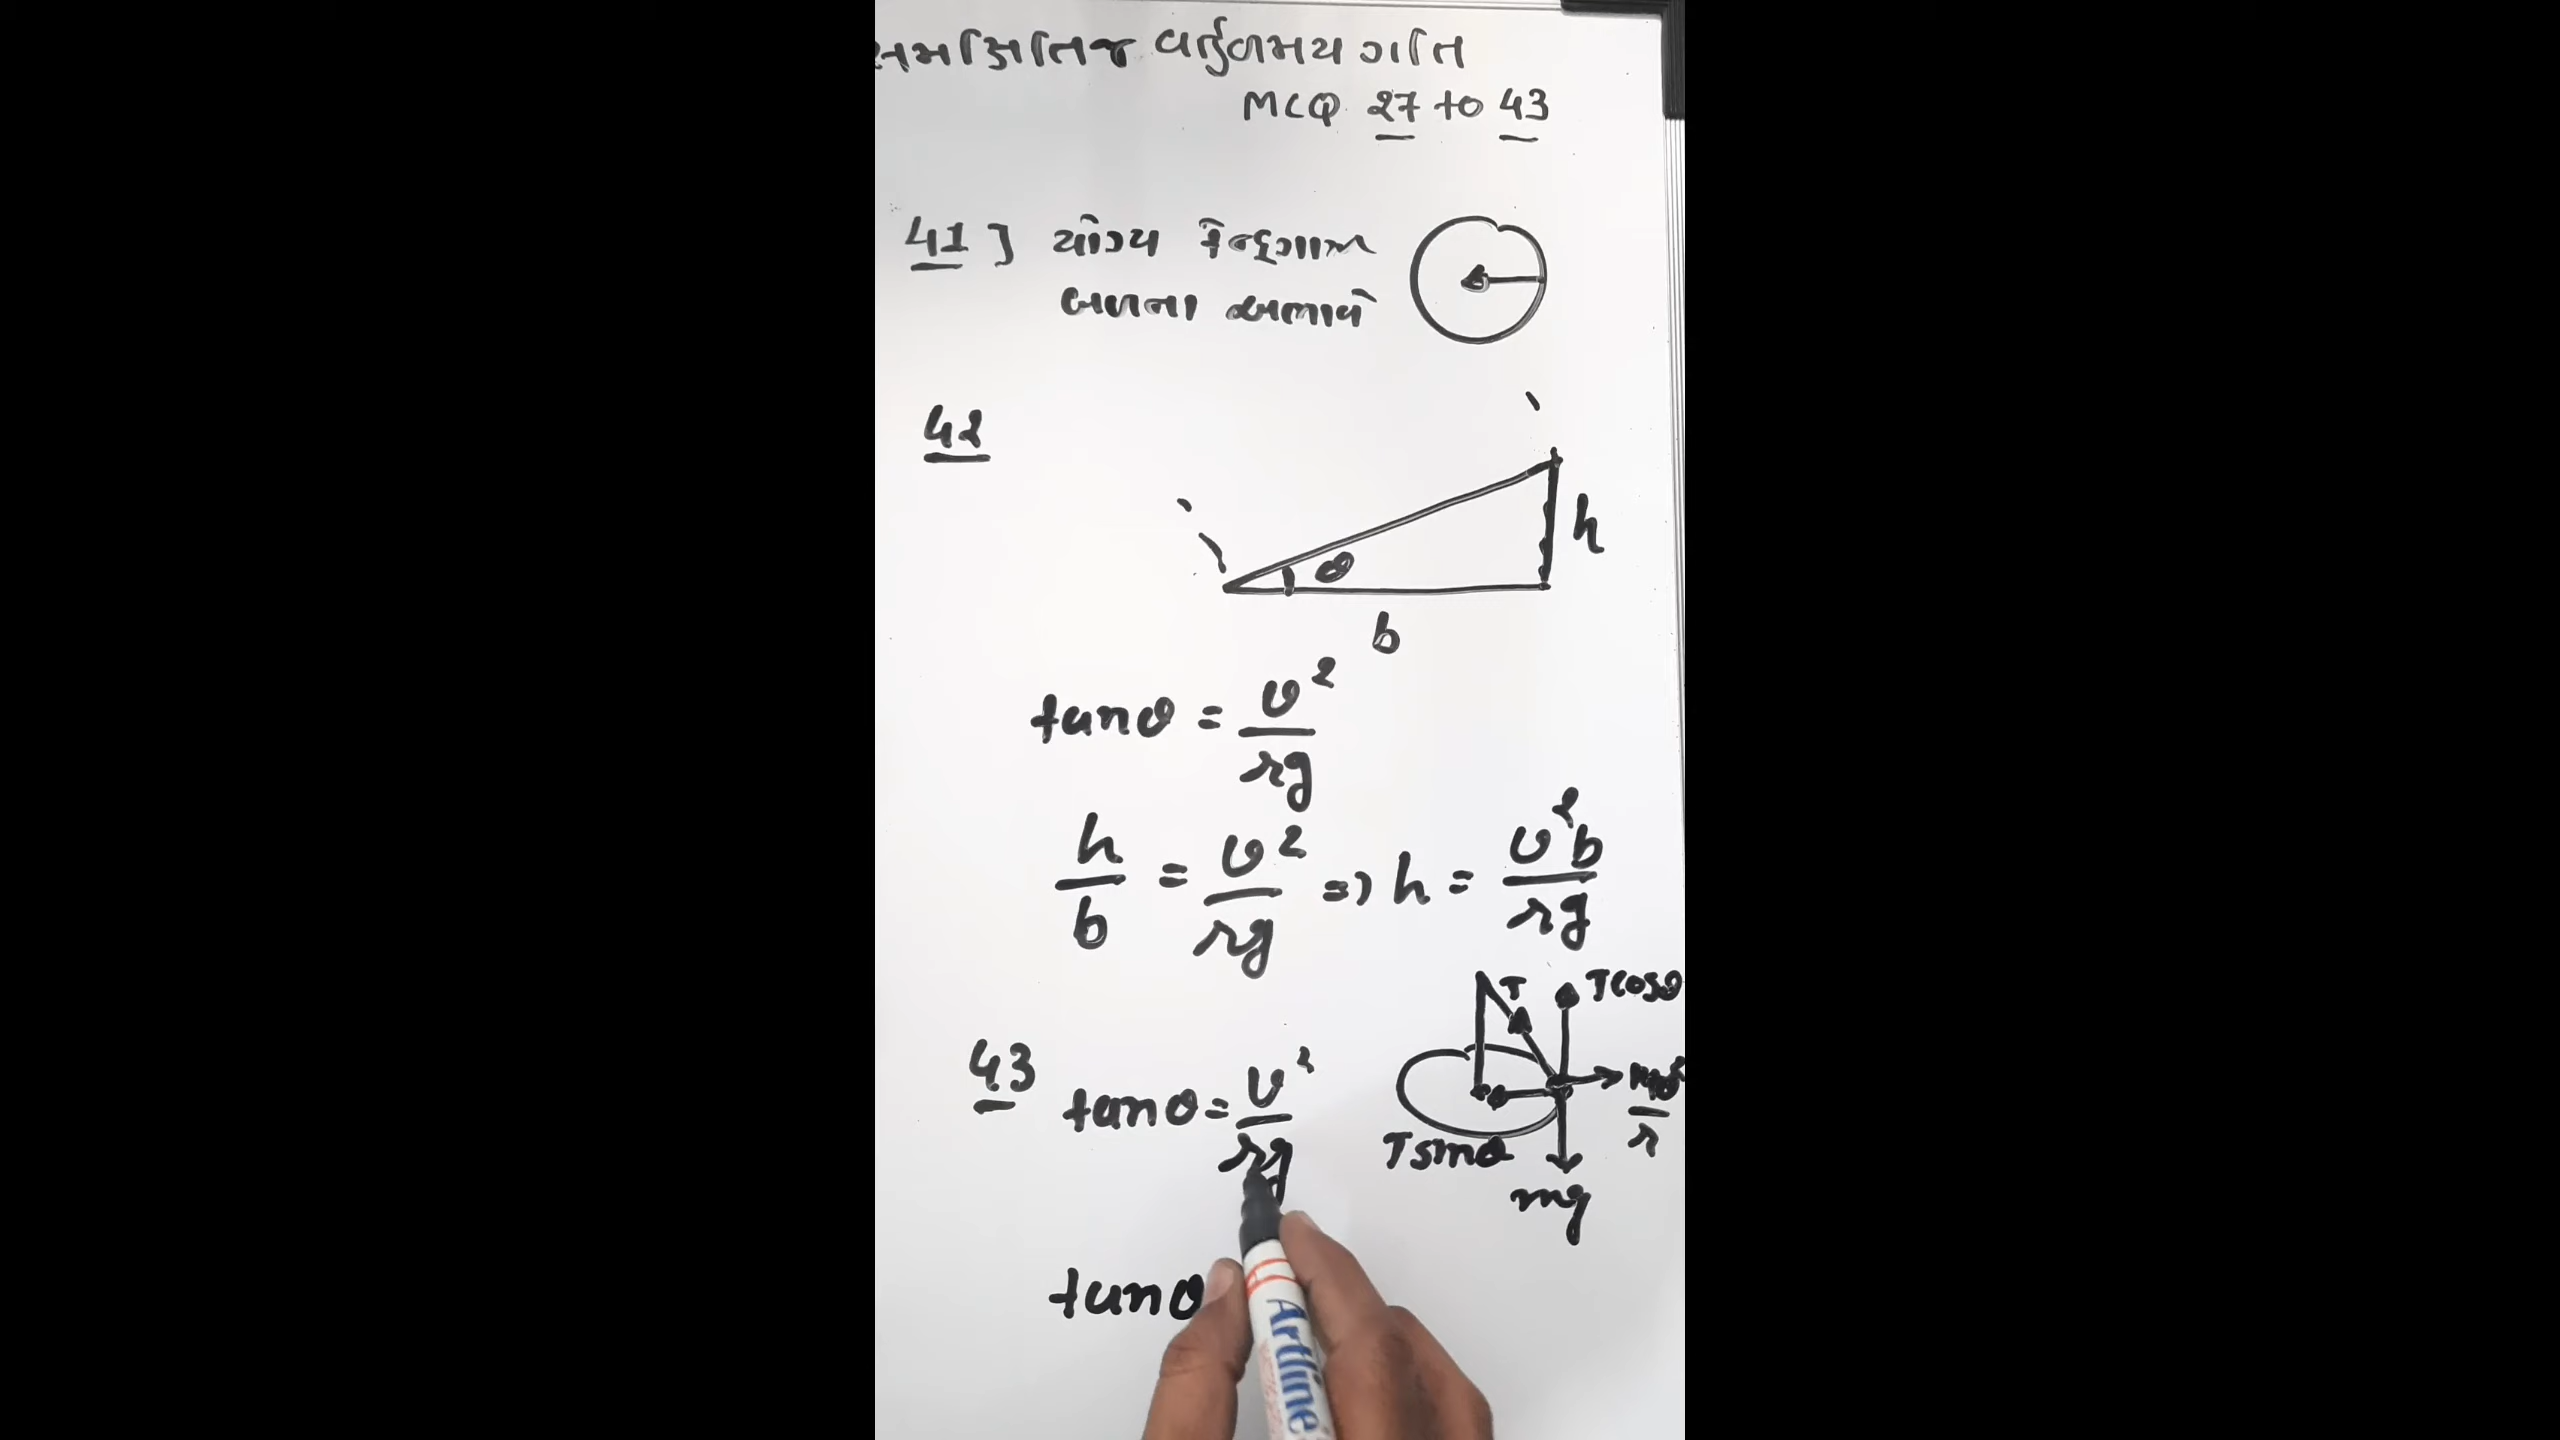 સમક્ષિતિજ વર્તુળમય ગતિ
MCQ 27 to 43
41] યોગ્ય કેન્દ્રગામી
બળના અભાવે
42
h
θ
b
tanθ = v²/rg
h/b = v²/rg => h = v²b/rg
43 tanθ = v²/rg
T Tcosθ
mv²/r
Tsinθ
mg
tanθ
Artline